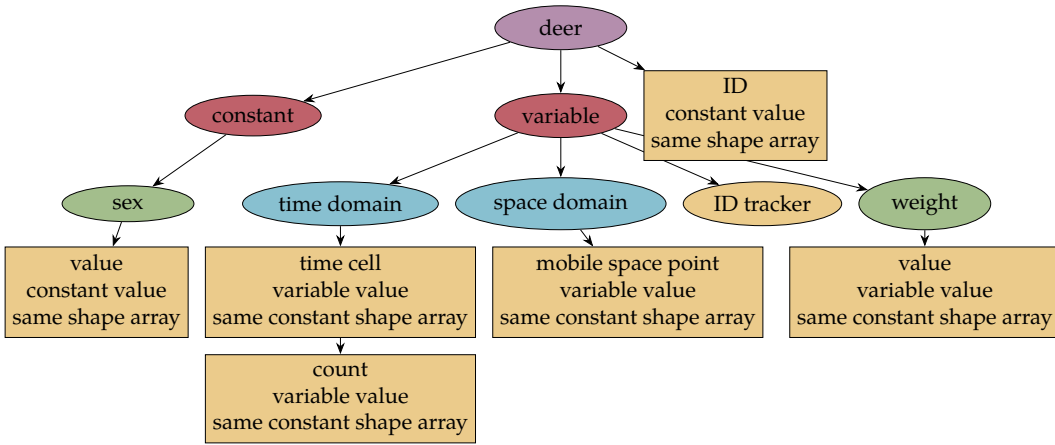 deer
constant
variable
ID
constant value
same shape array
sex
time domain
space domain
ID tracker
weight
value
constant value
same shape array
time cell
variable value
same constant shape array
mobile space point
variable value
same constant shape array
value
variable value
same constant shape array
count
variable value
same constant shape array